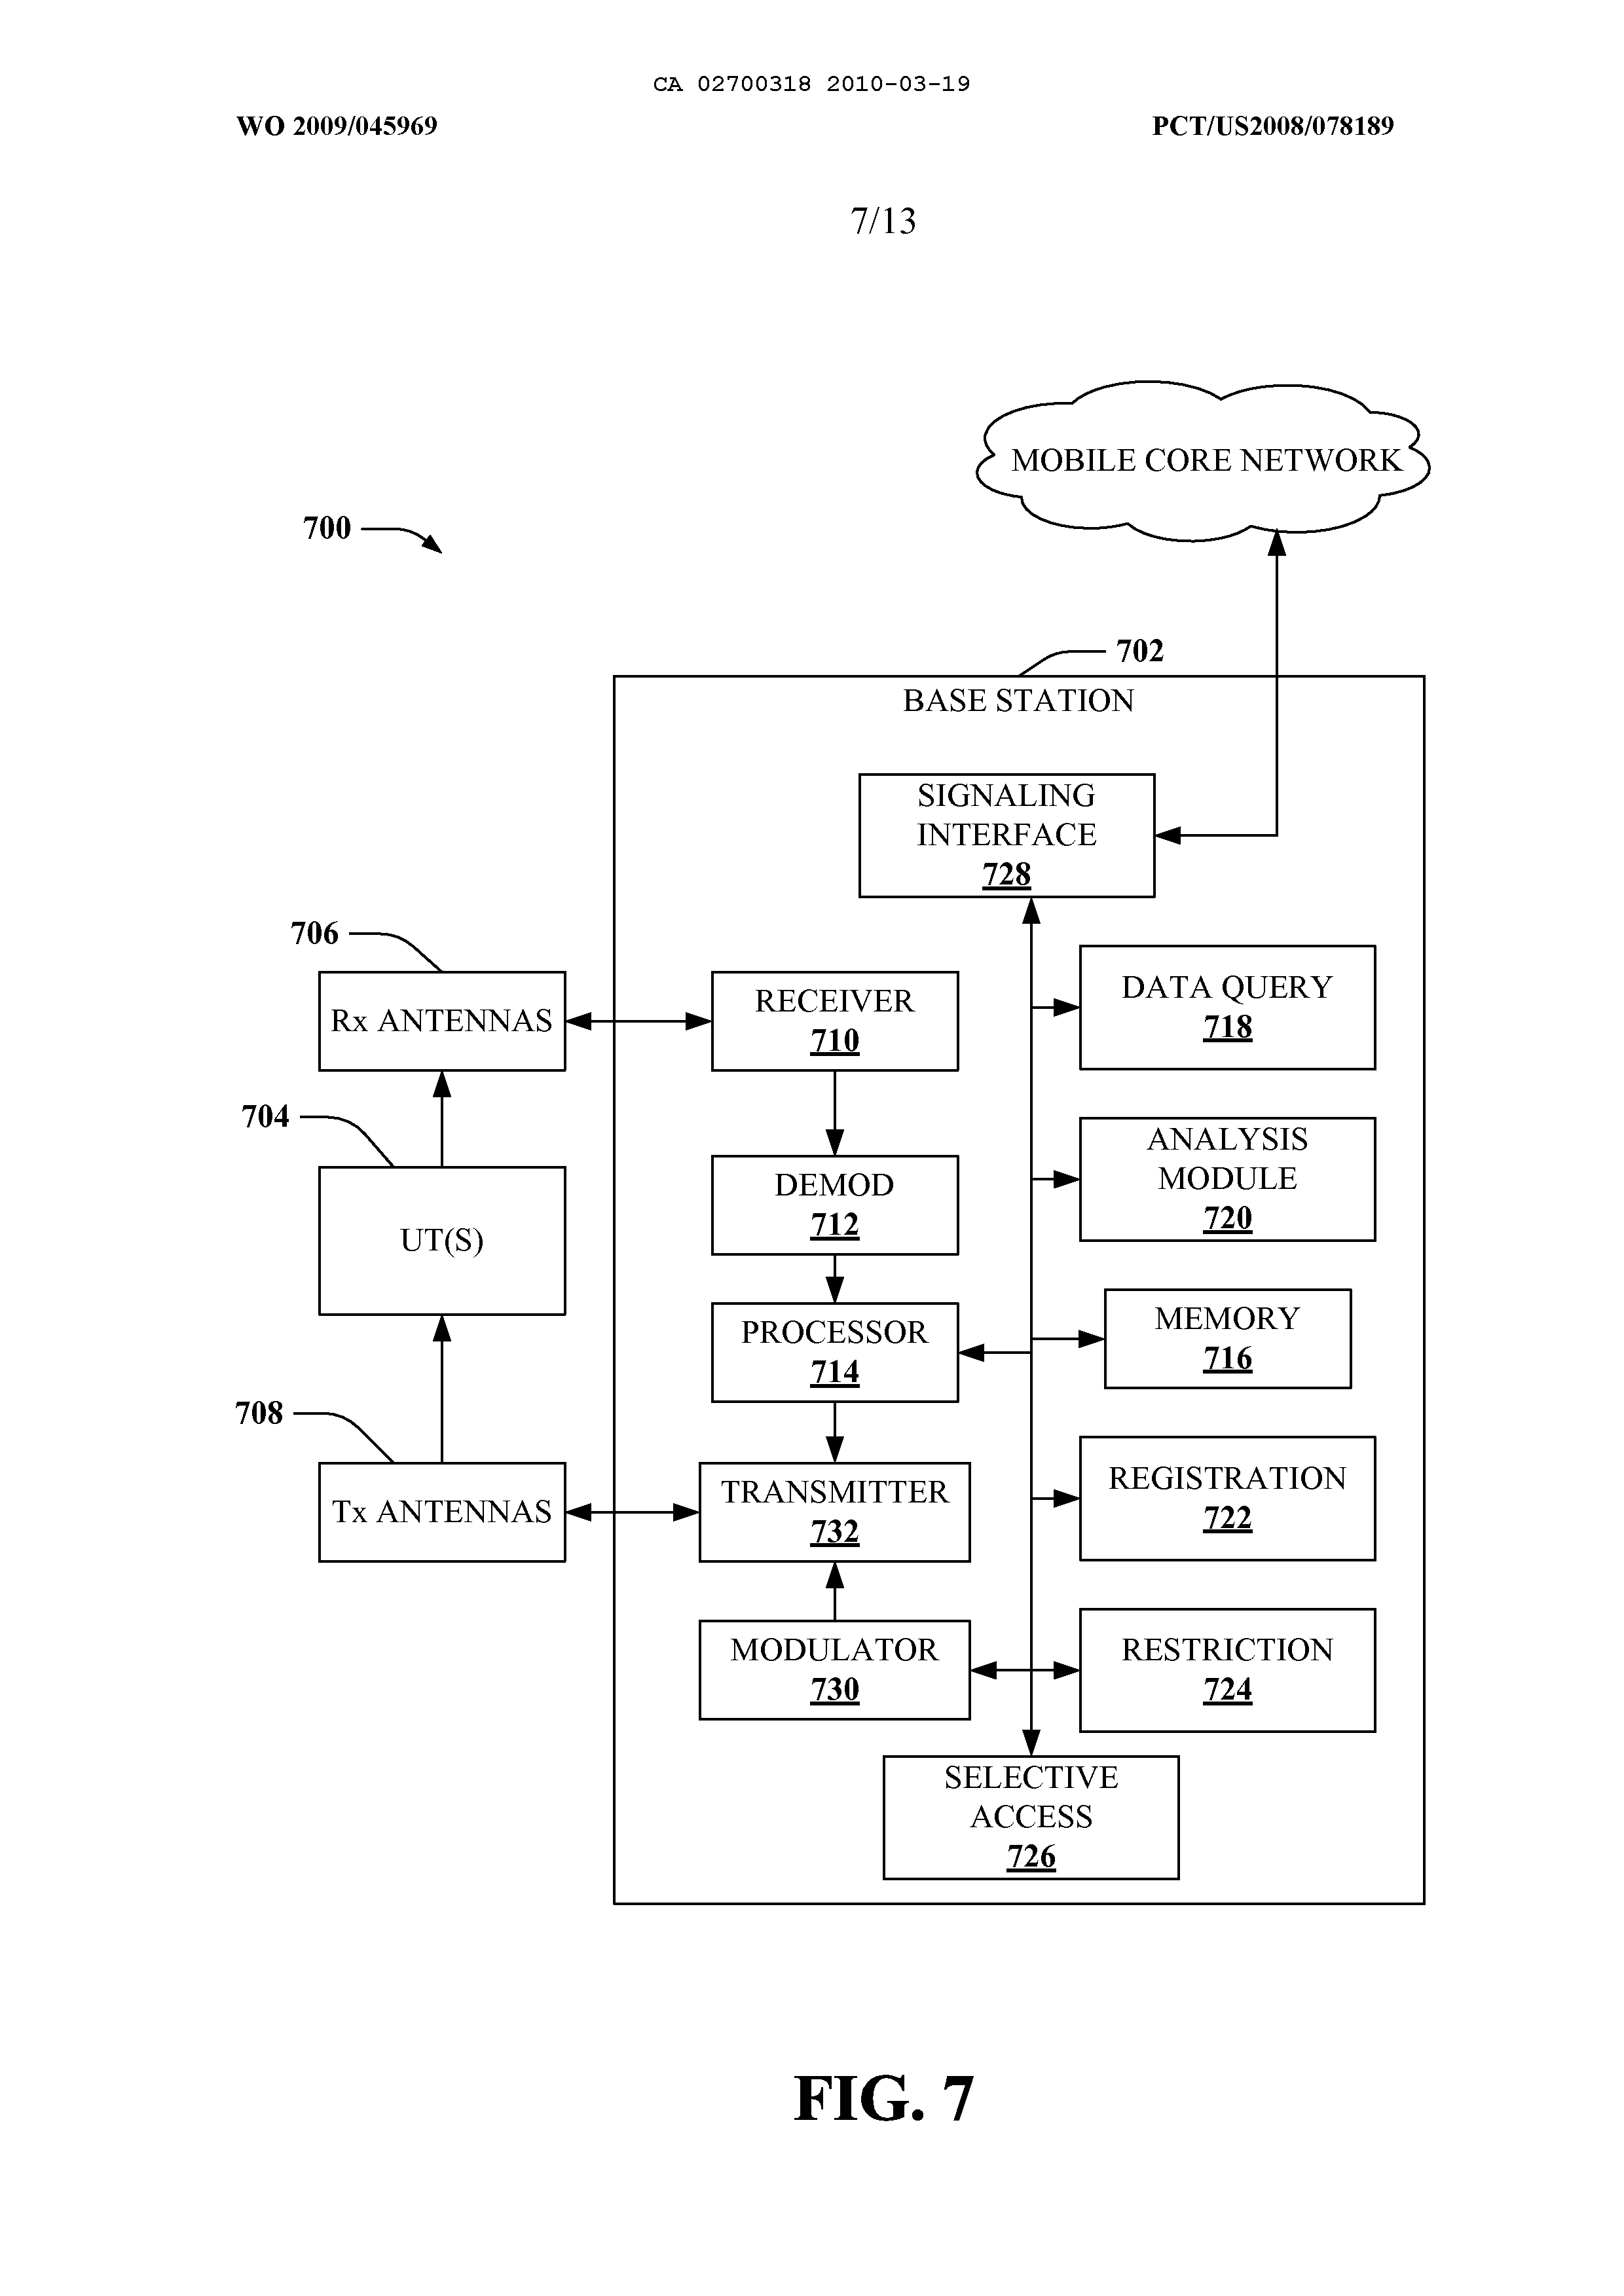 CA 02700318 2010-03-19
WO 2009/045969
PCT/US2008/078189
7/13
MOBILE CORE NETWORK
700
702
BASE STATION
SIGNALING
INTERFACE
728
706
Rx ANTENNAS
RECEIVER
710
DATA QUERY
718
704
UT(S)
DEMOD
712
ANALYSIS
MODULE
720
PROCESSOR
714
MEMORY
716
708
Tx ANTENNAS
TRANSMITTER
732
REGISTRATION
722
MODULATOR
730
RESTRICTION
724
SELECTIVE
ACCESS
726
FIG. 7